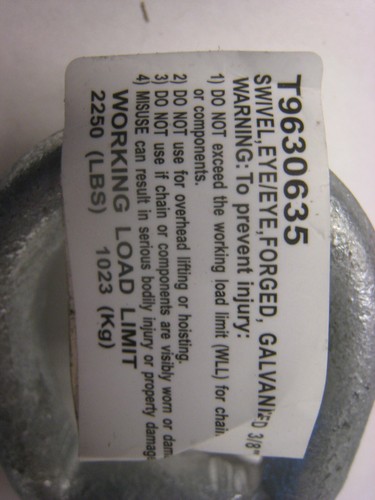 T9630635
SWIVEL, EYE/EYE, FORGED, GALVANIZED 3/8"
WARNING: To prevent injury:
1) DO NOT exceed the working load limit (WLL) for chain
or components.
2) DO NOT use for overhead lifting or hoisting.
3) DO NOT use if chain or components are visibly worn or dam
4) MISUSE can result in serious bodily injury or property damage
WORKING LOAD LIMIT
2250 (LBS) 1023 (Kg)